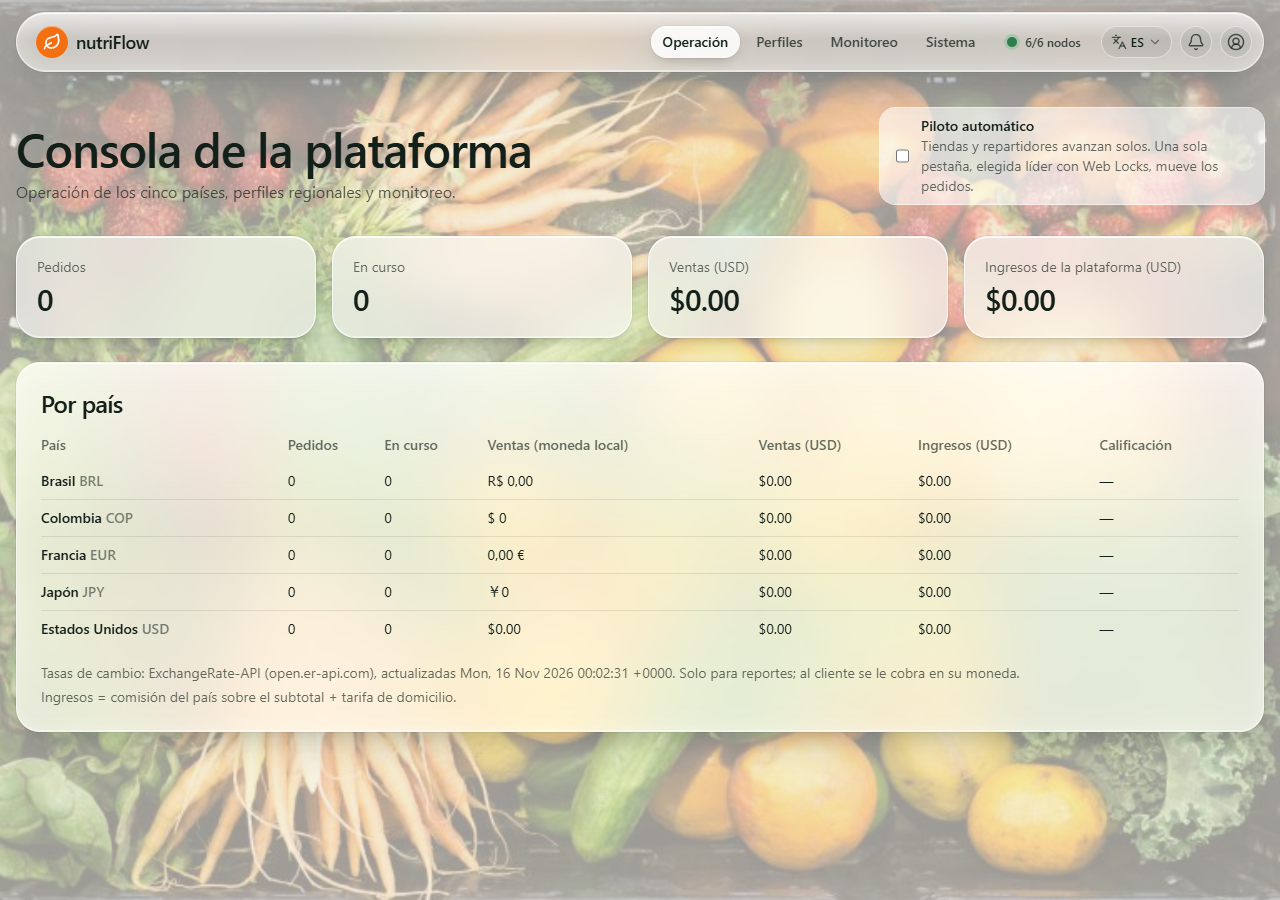 nutriFlow
Operación
Perfiles
Monitoreo
Sistema
6/6 nodos
ES
Consola de la plataforma
Operación de los cinco países, perfiles regionales y monitoreo.
Piloto automático
Tiendas y repartidores avanzan solos. Una sola
pestaña, elegida líder con Web Locks, mueve los
pedidos.
Pedidos
0
En curso
0
Ventas (USD)
$0.00
Ingresos de la plataforma (USD)
$0.00
Por país
País Pedidos En curso Ventas (moneda local) Ventas (USD) Ingresos (USD) Calificación
Brasil BRL 0 0 R$ 0,00 $0.00 $0.00 —
Colombia COP 0 0 $ 0 $0.00 $0.00 —
Francia EUR 0 0 0,00 € $0.00 $0.00 —
Japón JPY 0 0 ¥0 $0.00 $0.00 —
Estados Unidos USD 0 0 $0.00 $0.00 $0.00 —
Tasas de cambio: ExchangeRate-API (open.er-api.com), actualizadas Mon, 16 Nov 2026 00:02:31 +0000. Solo para reportes; al cliente se le cobra en su moneda.
Ingresos = comisión del país sobre el subtotal + tarifa de domicilio.